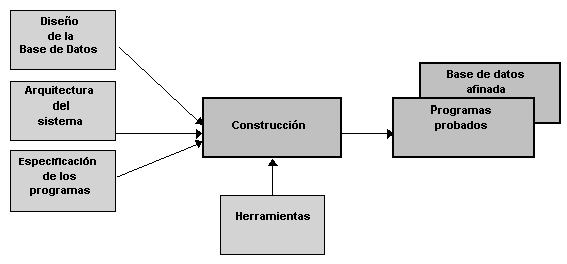 Diseño
de la
Base de Datos
Arquitectura
del
sistema
Especificación
de los
programas
Construcción
Herramientas
Base de datos
afinada
Programas
probados